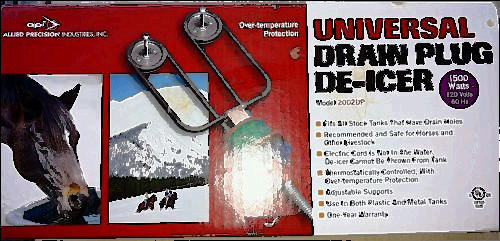 api
ALLIED PRECISION INDUSTRIES, INC.
Over-temperature
Protection
UNIVERSAL
DRAIN PLUG
DE-ICER
1500
Watts
120 Volts
60 Hz
Model 2002DP
Fits All Stock Tanks That Have Drain Holes
Recommended and Safe for Horses and
Other Livestock
Electric Cord Is Not In the Water,
De-icer Cannot Be Thrown From Tank
Thermostatically Controlled, With
Over-temperature Protection
Adjustable Supports
Use In Both Plastic And Metal Tanks
One-Year Warranty